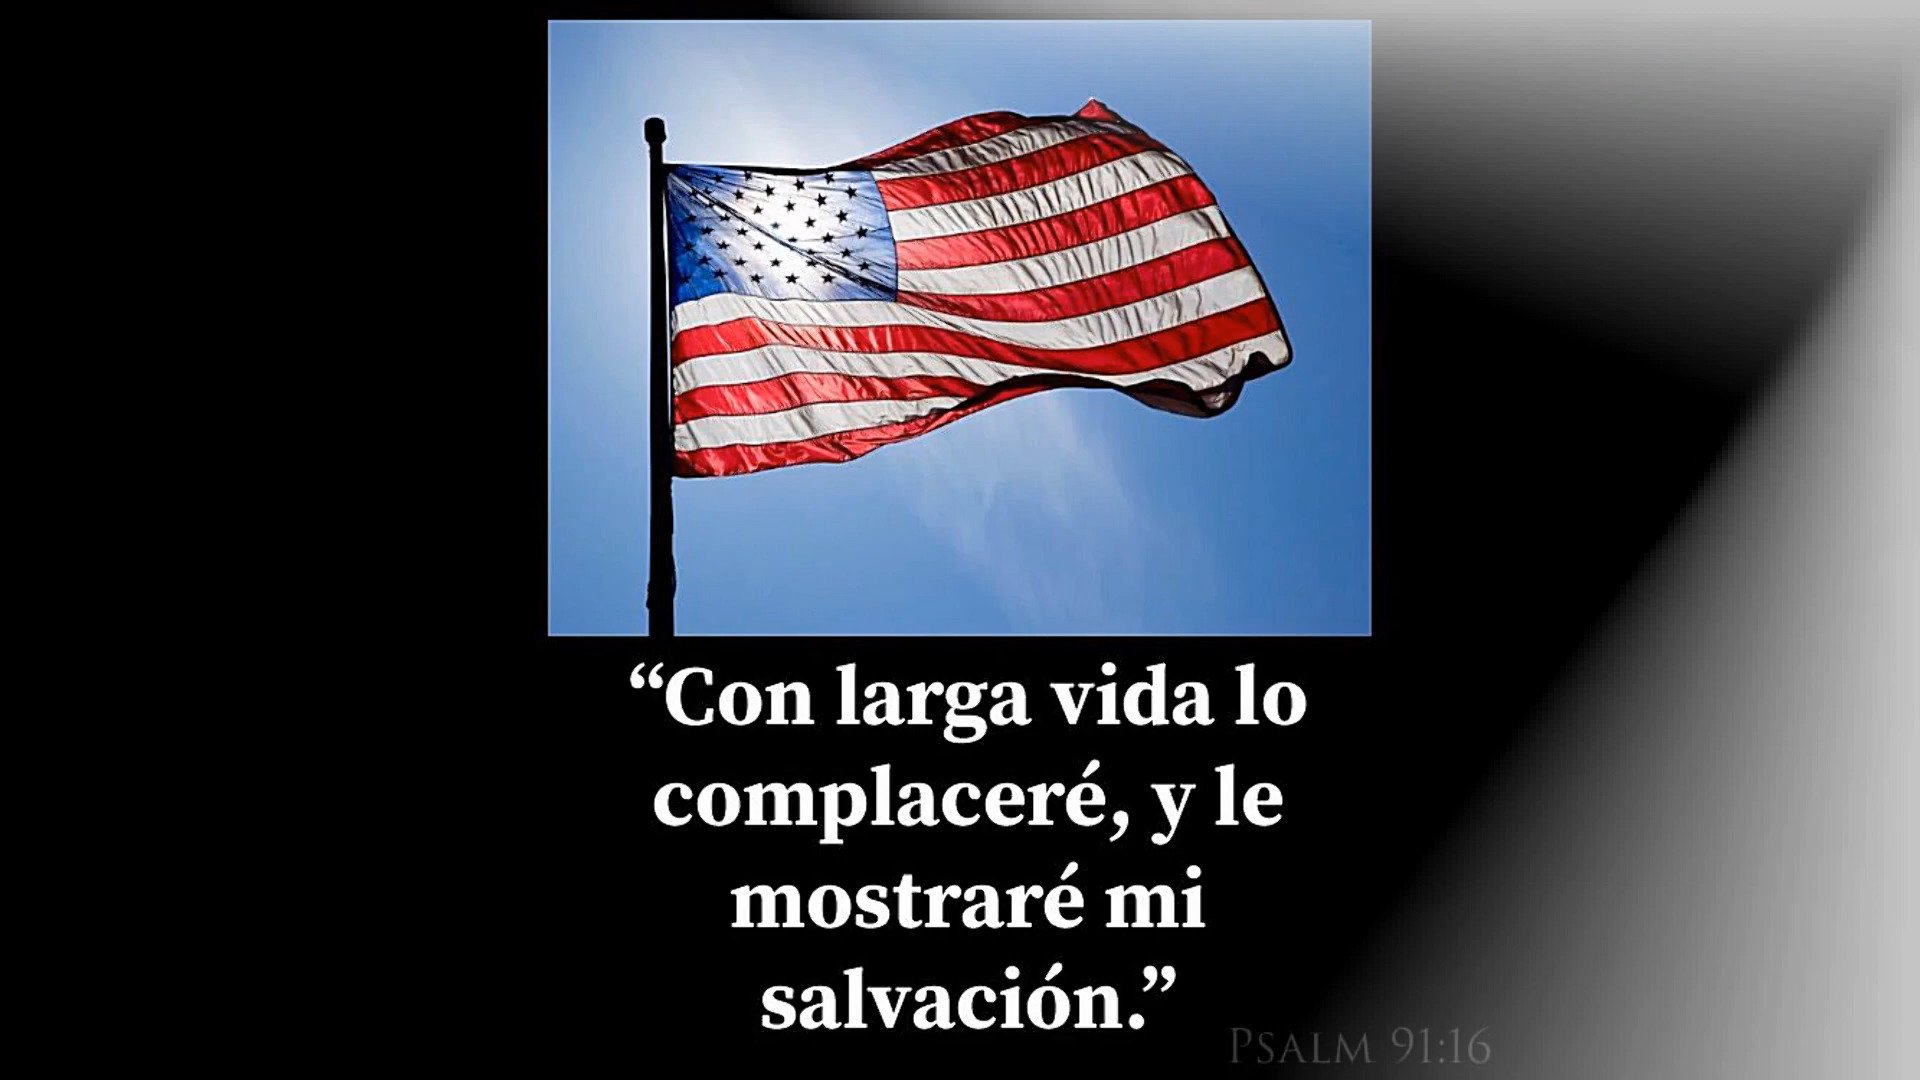 “Con larga vida lo
complaceré, y le
mostraré mi
salvación.”
Psalm 91:16